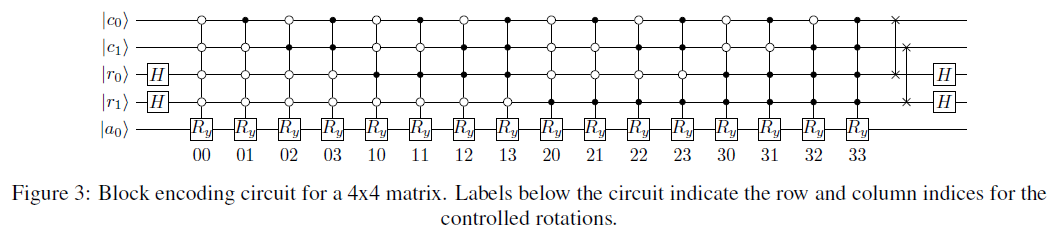 |c₀⟩
|c₁⟩
|r₀⟩ H H
|r₁⟩ H H
|a₀⟩ R_y R_y R_y R_y R_y R_y R_y R_y R_y R_y R_y R_y R_y R_y R_y R_y
00 01 02 03 10 11 12 13 20 21 22 23 30 31 32 33
Figure 3: Block encoding circuit for a 4x4 matrix. Labels below the circuit indicate the row and column indices for the
controlled rotations.